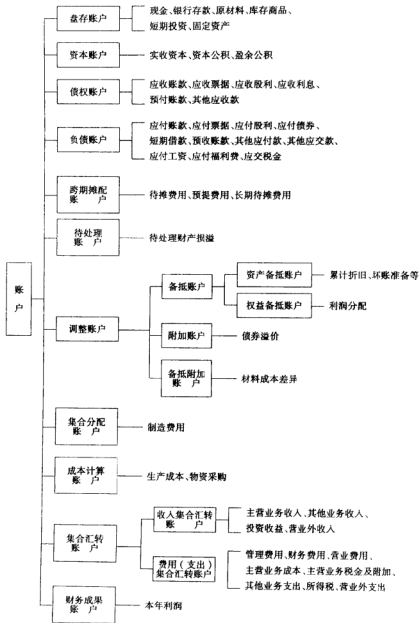 盘存账户
现金、银行存款、原材料、库存商品、
短期投资、固定资产
资本账户
实收资本、资本公积、盈余公积
债权账户
应收账款、应收票据、应收股利、应收利息、
预付账款、其他应收款
负债账户
应付账款、应付票据、应付股利、应付债券、
短期借款、预收账款、其他应付款、其他应交款、
应付工资、应付福利费、应交税金
跨期摊配
账　户
待摊费用、预提费用、长期待摊费用
待处理
账　户
待处理财产损溢
账
户
调整账户
备抵账户
资产备抵账户
累计折旧、坏账准备等
权益备抵账户
利润分配
附加账户
债券溢价
备抵附加
账　户
材料成本差异
集合分配
账　户
制造费用
成本计算
账　户
生产成本、物资采购
集合汇转
账　户
收入集合汇转
账　户
主营业务收入、其他业务收入、
投资收益、营业外收入
费用（支出）
集合汇转账户
管理费用、财务费用、营业费用、
主营业务成本、主营业务税金及附加、
其他业务支出、所得税、营业外支出
财务成果
账　户
本年利润